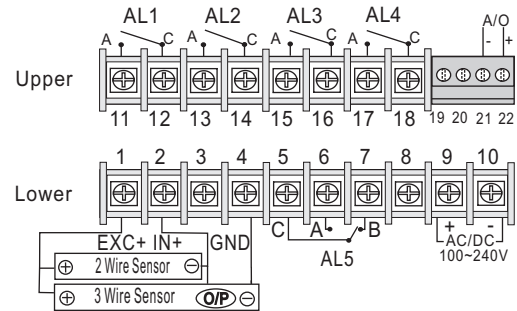 AL1 AL2 AL3 AL4 A/O
A C A C A C A C - +
Upper
11 12 13 14 15 16 17 18 19 20 21 22
1 2 3 4 5 6 7 8 9 10
Lower
EXC+ IN+ GND C A B + -
AL5
AC/DC
100~240V
2 Wire Sensor
3 Wire Sensor O/P